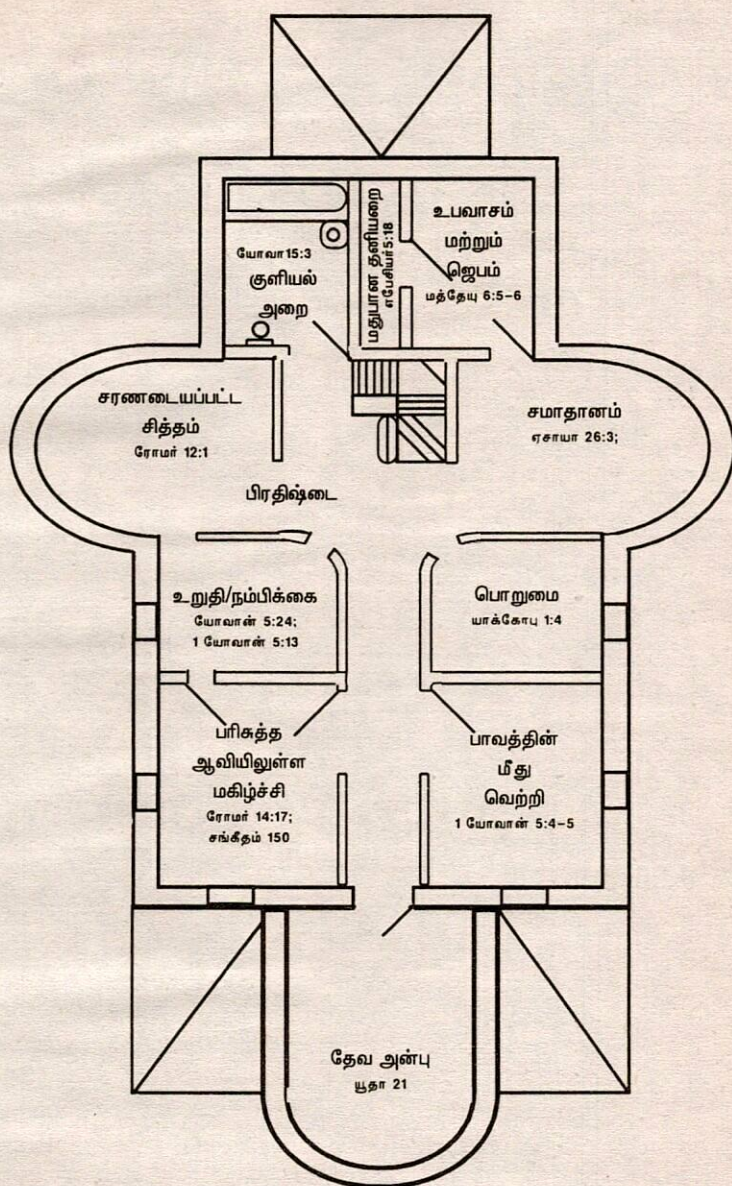 உபவாசம்
மற்றும்
ஜெபம்
மத்தேயு 6:5-6
மதுபான தனியறை
எபேசியர்5:18
யோவா 15:3
குளியல்
அறை
சரணடையப்பட்ட
சித்தம்
ரோமர் 12:1
சமாதானம்
ஏசாயா 26:3;
பிரதிஷ்டை
உறுதி/நம்பிக்கை
யோவான் 5:24;
1 யோவான் 5:13
பொறுமை
யாக்கோபு 1:4
பரிசுத்த
ஆவியிலுள்ள
மகிழ்ச்சி
ரோமர் 14:17;
சங்கீதம் 150
பாவத்தின்
மீது
வெற்றி
1 யோவான் 5:4-5
தேவ அன்பு
யூதா 21